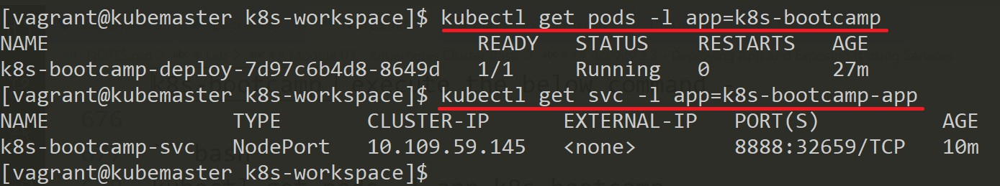 [vagrant@kubemaster k8s-workspace]$ kubectl get pods -l app=k8s-bootcamp
NAME READY STATUS RESTARTS AGE
k8s-bootcamp-deploy-7d97c6b4d8-8649d 1/1 Running 0 27m
[vagrant@kubemaster k8s-workspace]$ kubectl get svc -l app=k8s-bootcamp-app
NAME TYPE CLUSTER-IP EXTERNAL-IP PORT(S) AGE
k8s-bootcamp-svc NodePort 10.109.59.145 <none> 8888:32659/TCP 10m
[vagrant@kubemaster k8s-workspace]$